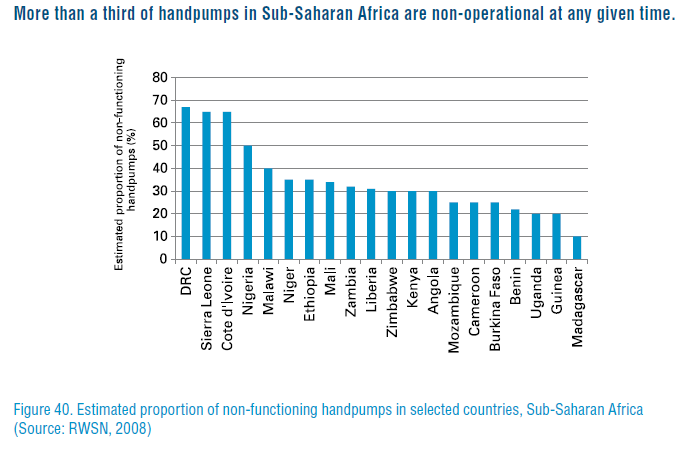 More than a third of handpumps in Sub-Saharan Africa are non-operational at any given time.
Estimated proportion of non-functioning
handpumps (%)
80
70
60
50
40
30
20
10
0
DRC
Sierra Leone
Cote d'Ivoire
Nigeria
Malawi
Niger
Ethiopia
Mali
Zambia
Liberia
Zimbabwe
Kenya
Angola
Mozambique
Cameroon
Burkina Faso
Benin
Uganda
Guinea
Madagascar
Figure 40. Estimated proportion of non-functioning handpumps in selected countries, Sub-Saharan Africa
(Source: RWSN, 2008)